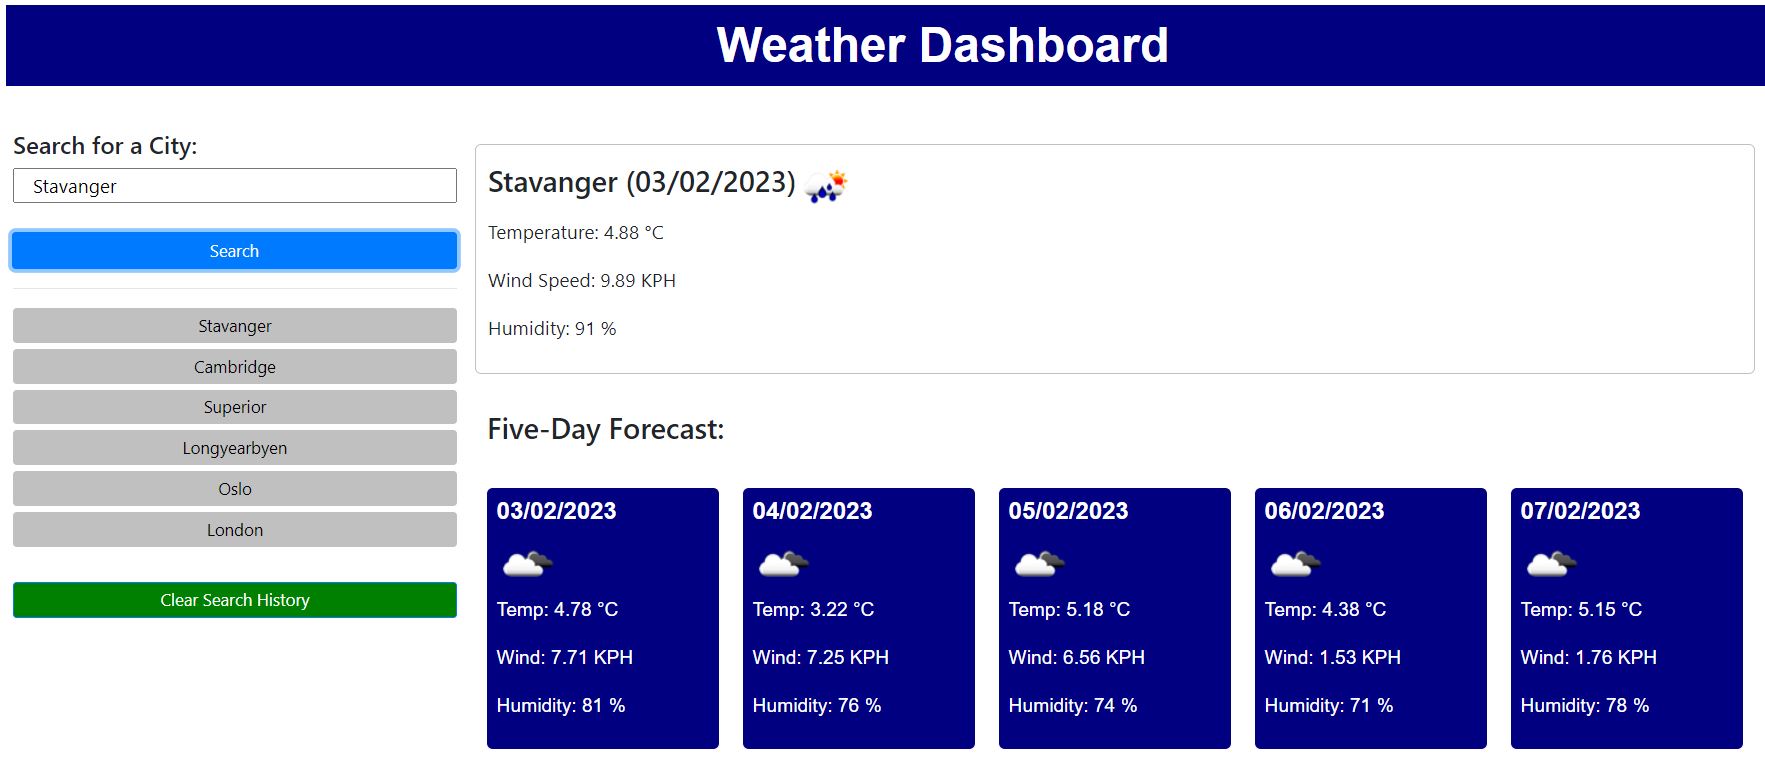 Weather Dashboard
Search for a City:
Stavanger
Search
Stavanger
Cambridge
Superior
Longyearbyen
Oslo
London
Clear Search History
Stavanger (03/02/2023)
Temperature: 4.88 °C
Wind Speed: 9.89 KPH
Humidity: 91 %
Five-Day Forecast:
03/02/2023
Temp: 4.78 °C
Wind: 7.71 KPH
Humidity: 81 %
04/02/2023
Temp: 3.22 °C
Wind: 7.25 KPH
Humidity: 76 %
05/02/2023
Temp: 5.18 °C
Wind: 6.56 KPH
Humidity: 74 %
06/02/2023
Temp: 4.38 °C
Wind: 1.53 KPH
Humidity: 71 %
07/02/2023
Temp: 5.15 °C
Wind: 1.76 KPH
Humidity: 78 %